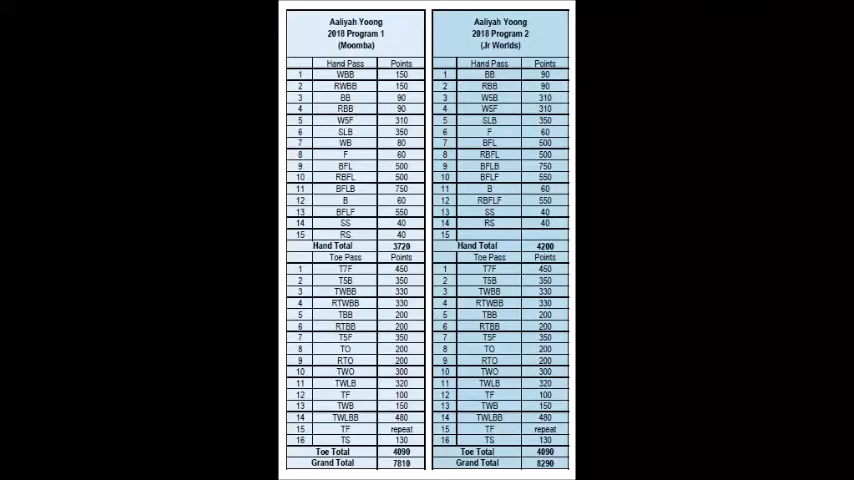 Aaliyah Yoong
2018 Program 1
(Moomba)
Hand Pass Points
1 WBB 150
2 RWBB 150
3 BB 90
4 RBB 90
5 W5F 310
6 SLB 350
7 WB 80
8 F 60
9 BFL 500
10 RBFL 500
11 BFLB 750
12 B 60
13 BFLF 550
14 SS 40
15 RS 40
Hand Total 3720
Toe Pass Points
1 T7F 450
2 T5B 350
3 TWBB 330
4 RTWBB 330
5 TBB 200
6 RTBB 200
7 T5F 350
8 TO 200
9 RTO 200
10 TWO 300
11 TWLB 320
12 TF 100
13 TWB 150
14 TWLBB 480
15 TF repeat
16 TS 130
Toe Total 4090
Grand Total 7810
Aaliyah Yoong
2018 Program 2
(Jr Worlds)
Hand Pass Points
1 BB 90
2 RBB 90
3 W5B 310
4 W5F 310
5 SLB 350
6 F 60
7 BFL 500
8 RBFL 500
9 BFLB 750
10 BFLF 550
11 B 60
12 RBFLF 550
13 SS 40
14 RS 40
15
Hand Total 4200
Toe Pass Points
1 T7F 450
2 T5B 350
3 TWBB 330
4 RTWBB 330
5 TBB 200
6 RTBB 200
7 T5F 350
8 TO 200
9 RTO 200
10 TWO 300
11 TWLB 320
12 TF 100
13 TWB 150
14 TWLBB 480
15 TF repeat
16 TS 130
Toe Total 4090
Grand Total 8290